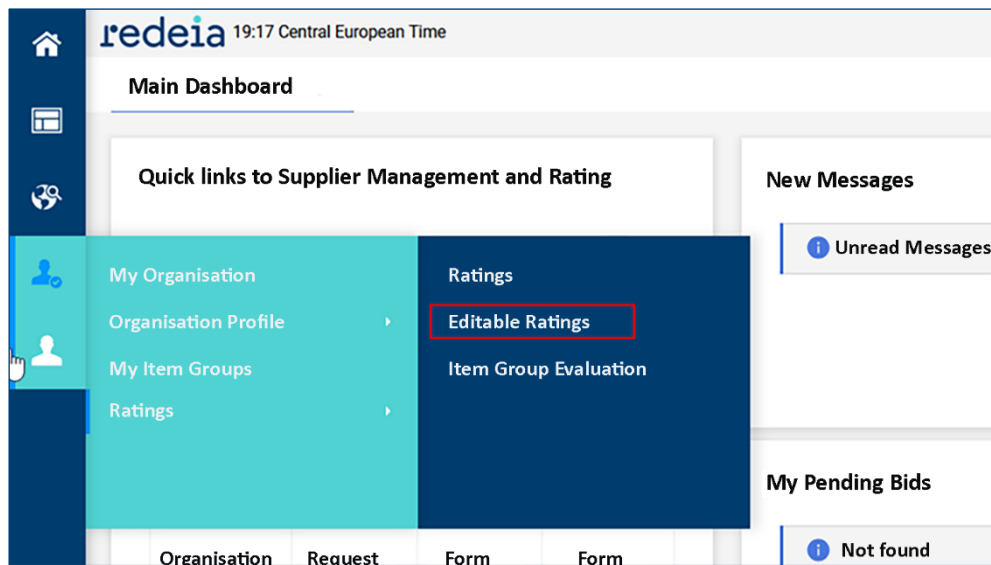 redeia 19:17 Central European Time
Main Dashboard
Quick links to Supplier Management and Rating
New Messages
Unread Messages
My Organisation
Organisation Profile
My Item Groups
Ratings
Ratings
Editable Ratings
Item Group Evaluation
My Pending Bids
Not found
Organisation Request Form Form